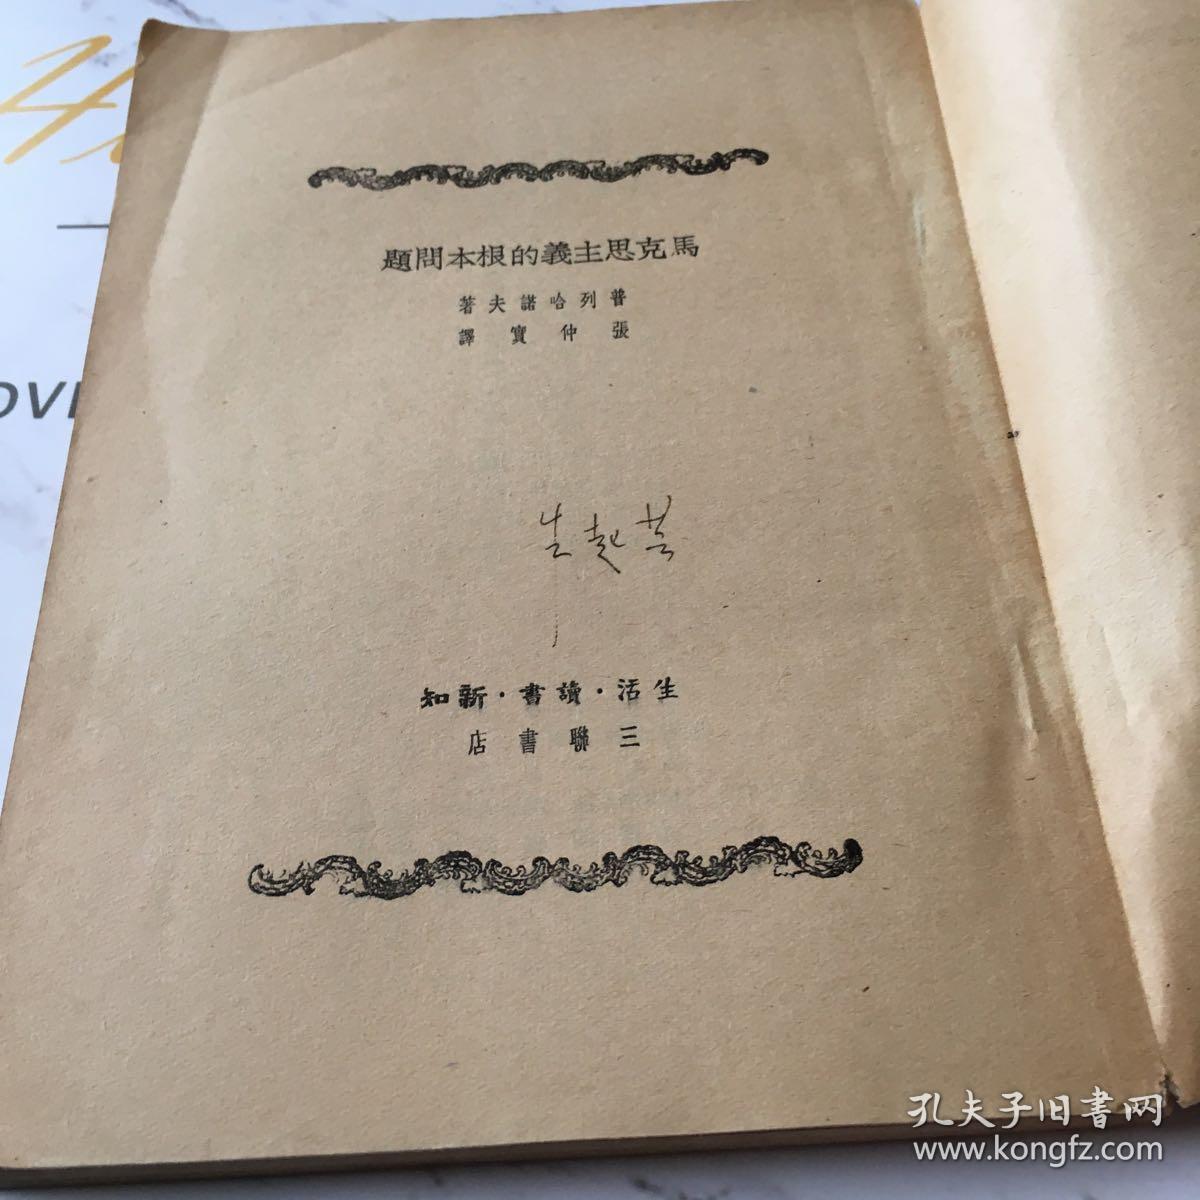 馬克思主義的根本問題
普列哈諾夫著
張仲實譯
生活·讀書·新知
三聯書店
OVE
孔夫子旧书网
www.kongfz.com